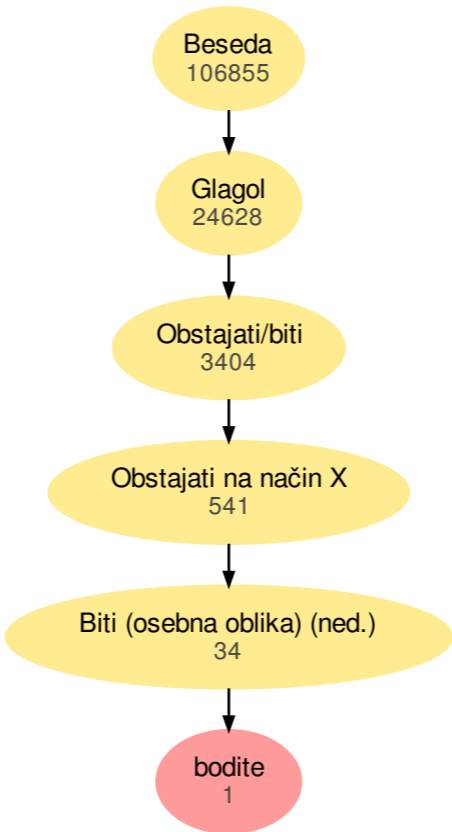 Beseda
106855
Glagol
24628
Obstajati/biti
3404
Obstajati na način X
541
Biti (osebna oblika) (ned.)
34
bodite
1